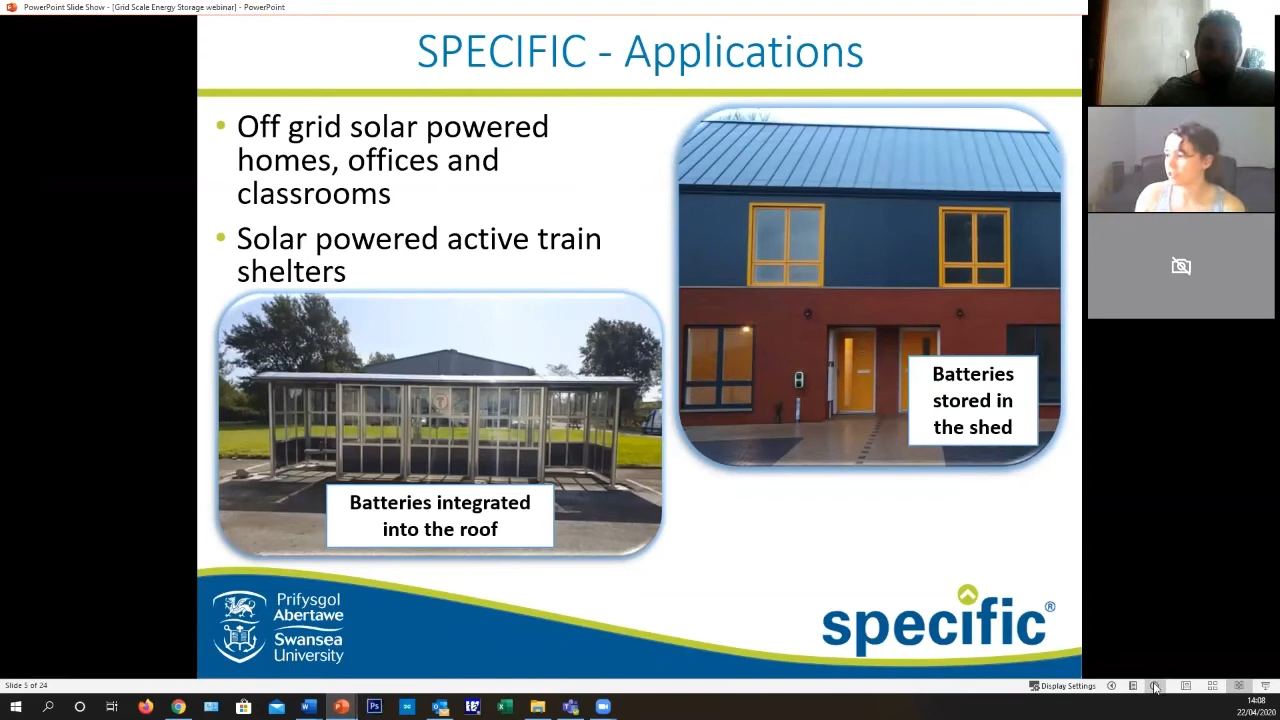 PowerPoint Slide Show - [Grid Scale Energy Storage webinar] - PowerPoint
SPECIFIC - Applications
• Off grid solar powered
homes, offices and
classrooms
• Solar powered active train
shelters
Batteries
stored in
the shed
Batteries integrated
into the roof
Prifysgol
Abertawe
Swansea
University
specific®
Slide 5 of 24
Display Settings
14:08
22/04/2020